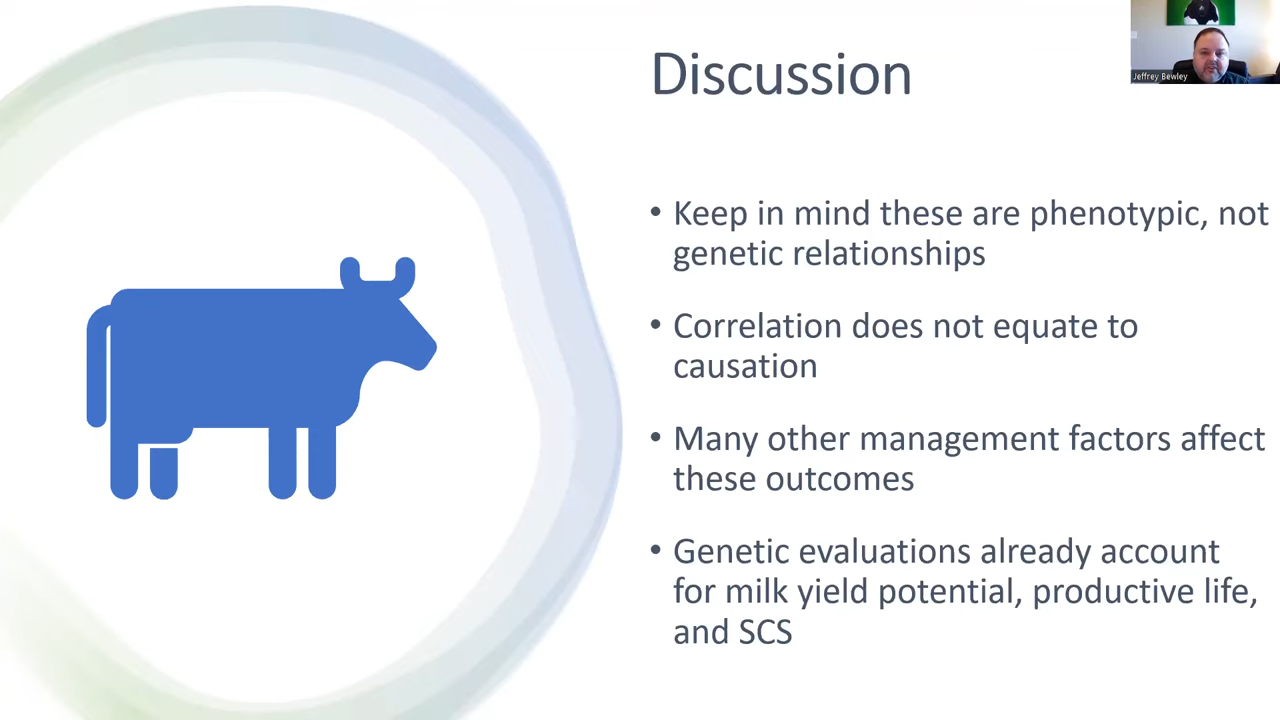 Discussion
Jeffrey Bewley
• Keep in mind these are phenotypic, not
genetic relationships
• Correlation does not equate to
causation
• Many other management factors affect
these outcomes
• Genetic evaluations already account
for milk yield potential, productive life,
and SCS